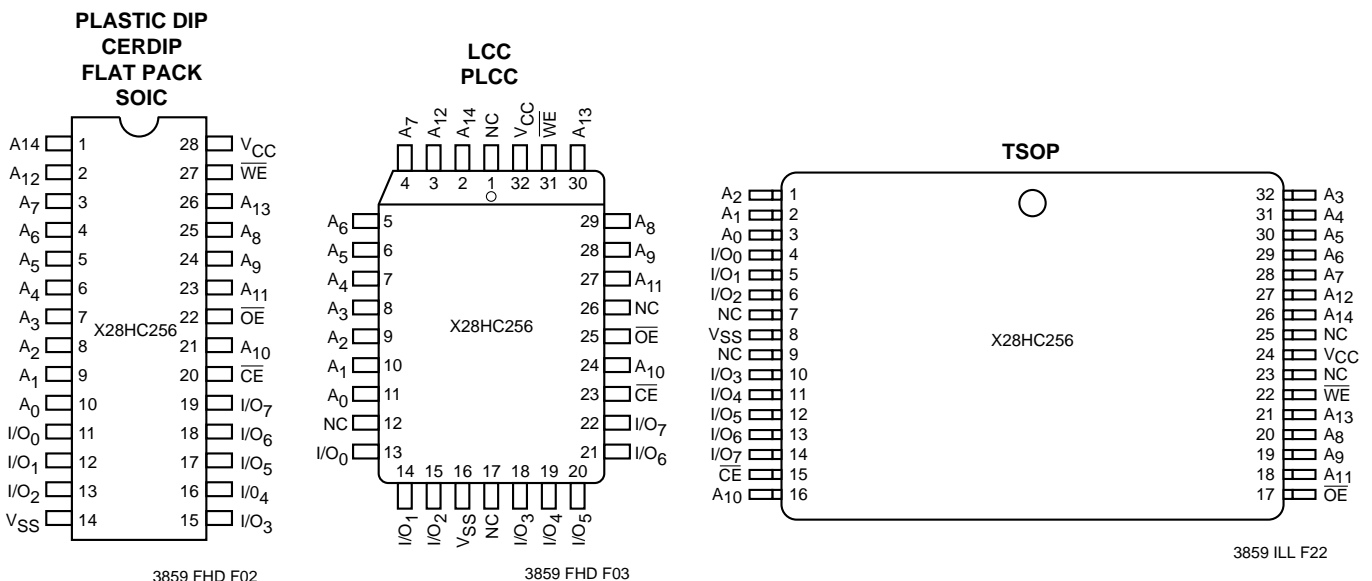 PLASTIC DIP
CERDIP
FLAT PACK
SOIC
A14 1 28 VCC
A12 2 27 WE
A7 3 26 A13
A6 4 25 A8
A5 5 24 A9
A4 6 23 A11
A3 7 22 OE
X28HC256
A2 8 21 A10
A1 9 20 CE
A0 10 19 I/O7
I/O0 11 18 I/O6
I/O1 12 17 I/O5
I/O2 13 16 I/04
VSS 14 15 I/O3
3859 FHD F02
LCC
PLCC
A7 A12 A14 NC VCC WE A13
4 3 2 1 32 31 30
A6 5 29 A8
A5 6 28 A9
A4 7 27 A11
A3 8 26 NC
X28HC256
A2 9 25 OE
A1 10 24 A10
A0 11 23 CE
NC 12 22 I/O7
I/O0 13 21 I/O6
14 15 16 17 18 19 20
I/O1 I/O2 VSS NC I/O3 I/O4 I/O5
3859 FHD F03
TSOP
A2 1 32 A3
A1 2 31 A4
A0 3 30 A5
I/O0 4 29 A6
I/O1 5 28 A7
I/O2 6 27 A12
NC 7 26 A14
VSS 8 25 NC
X28HC256
NC 9 24 VCC
I/O3 10 23 NC
I/O4 11 22 WE
I/O5 12 21 A13
I/O6 13 20 A8
I/O7 14 19 A9
CE 15 18 A11
A10 16 17 OE
3859 ILL F22